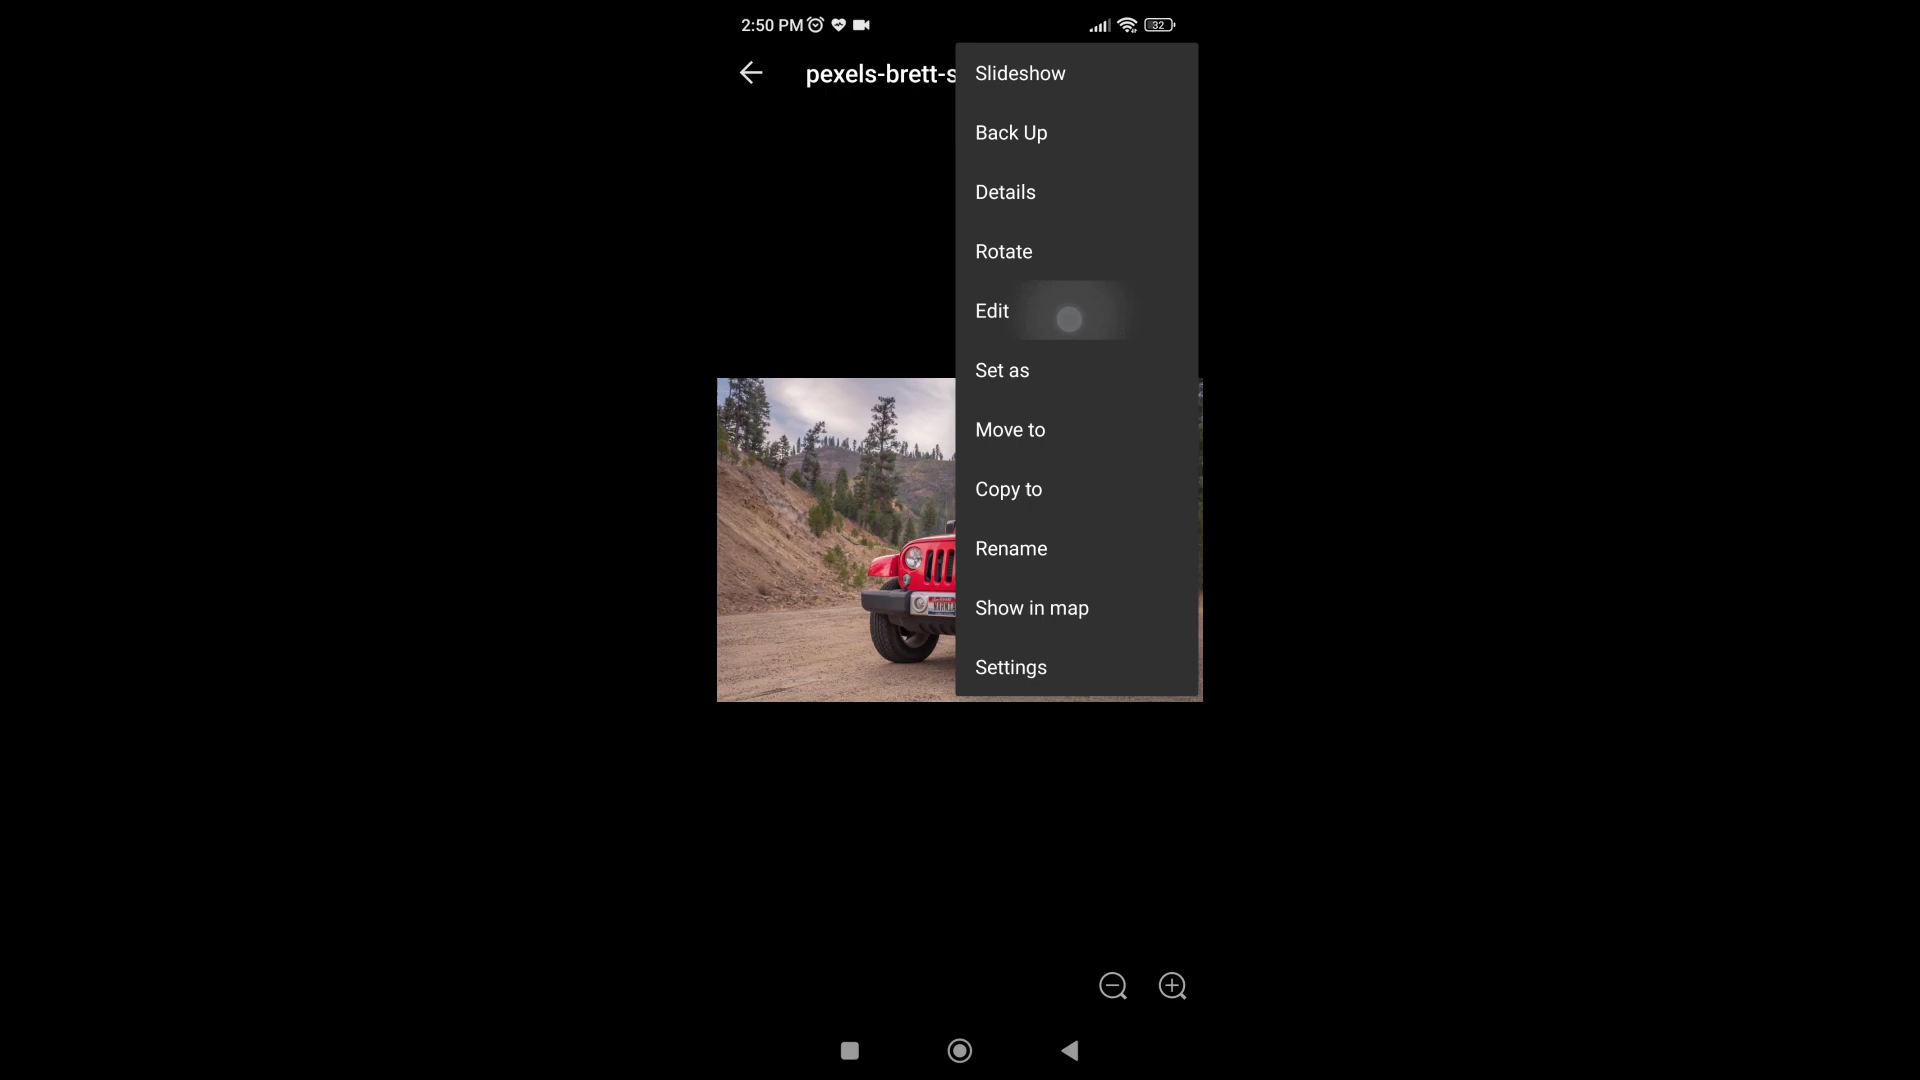 2:50 PM
32
pexels-brett-s
Slideshow
Back Up
Details
Rotate
Edit
Set as
Move to
Copy to
Rename
Show in map
Settings